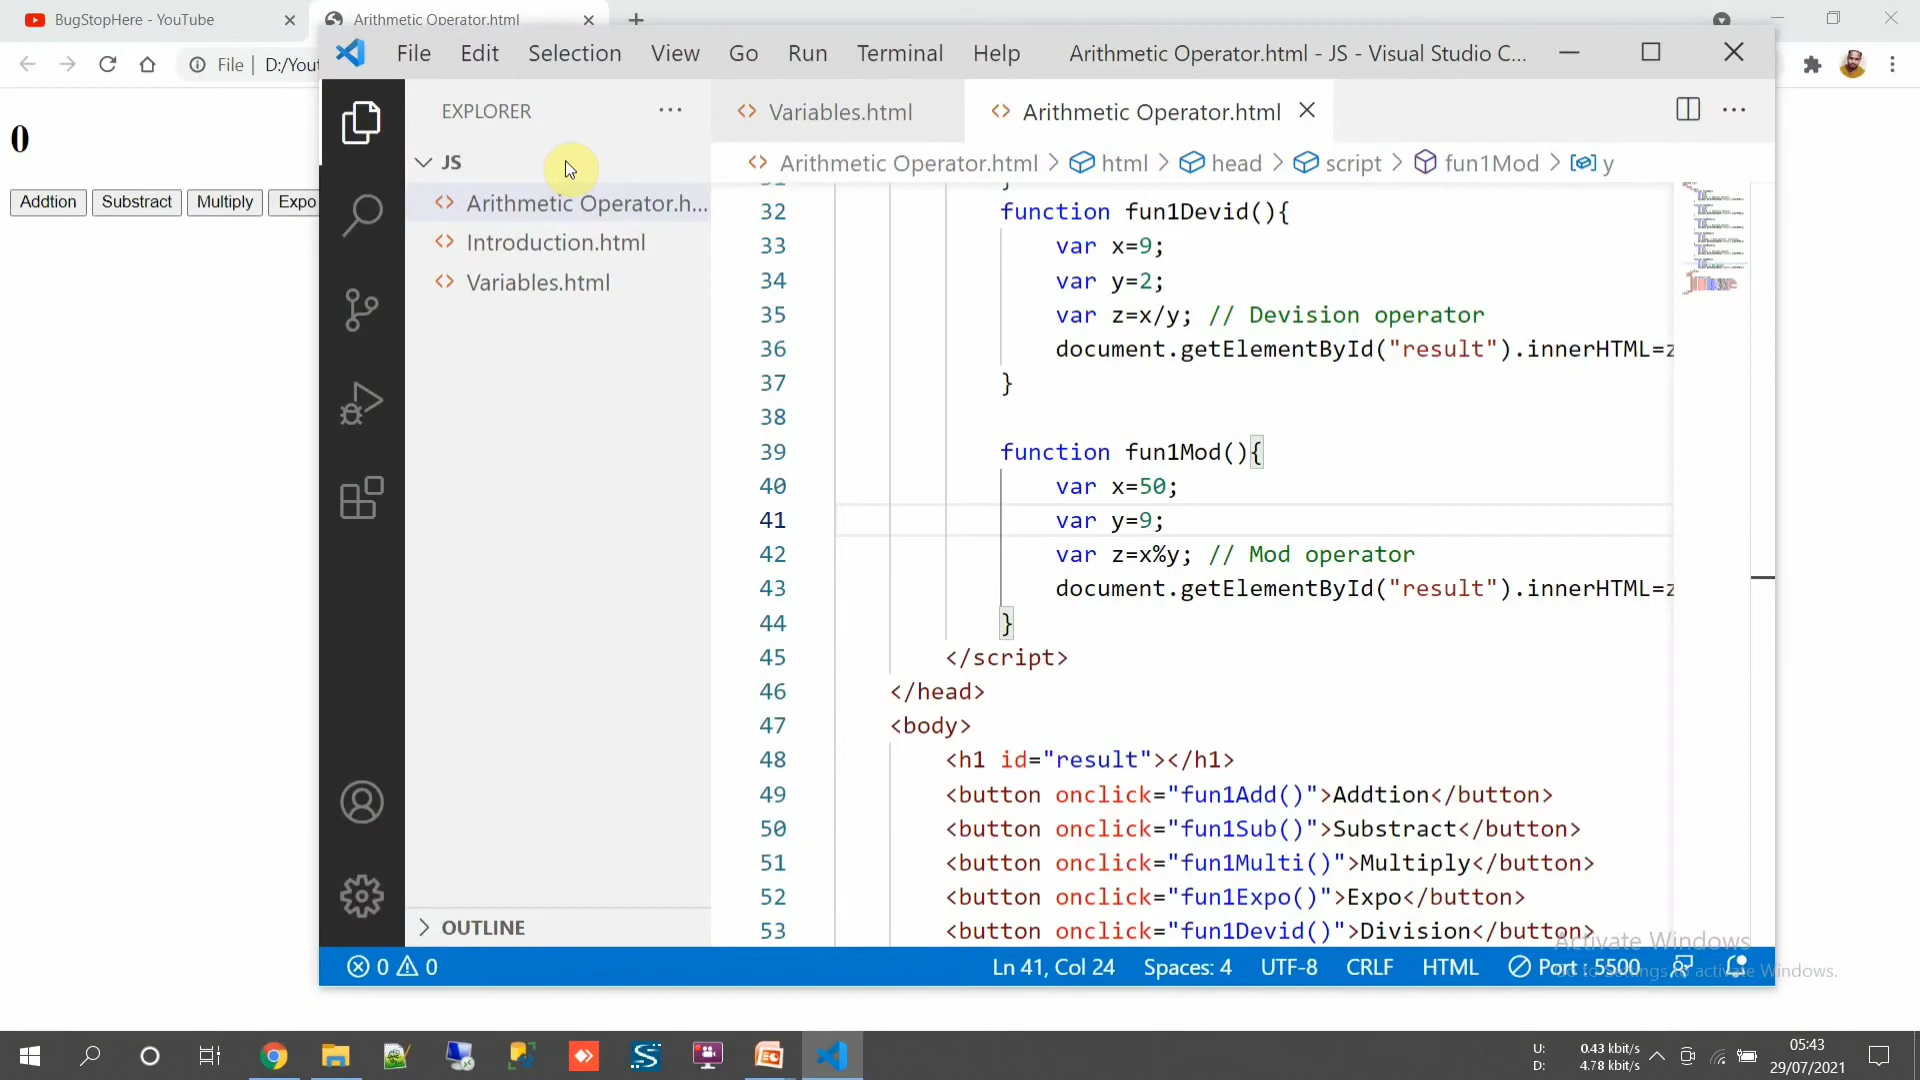 BugStopHere - YouTube
Arithmetic Operator.html
File | D:/You
File Edit Selection View Go Run Terminal Help Arithmetic Operator.html - JS - Visual Studio C...
EXPLORER
Variables.html
Arithmetic Operator.html
JS
Arithmetic Operator.html > html > head > script > fun1Mod > y
Arithmetic Operator.h...
Introduction.html
Variables.html
OUTLINE
0
Addtion Substract Multiply Expo
32 function fun1Devid(){
33 var x=9;
34 var y=2;
35 var z=x/y; // Devision operator
36 document.getElementById("result").innerHTML=z
37 }
38
39 function fun1Mod(){
40 var x=50;
41 var y=9;
42 var z=x%y; // Mod operator
43 document.getElementById("result").innerHTML=z
44 }
45 </script>
46 </head>
47 <body>
48 <h1 id="result"></h1>
49 <button onclick="fun1Add()">Addtion</button>
50 <button onclick="fun1Sub()">Substract</button>
51 <button onclick="fun1Multi()">Multiply</button>
52 <button onclick="fun1Expo()">Expo</button>
53 <button onclick="fun1Devid()">Division</button>
Activate Windows
Go to Settings to activate Windows.
0 0
Ln 41, Col 24 Spaces: 4 UTF-8 CRLF HTML Port : 5500
U: 0.43 kbit/s
D: 4.78 kbit/s
05:43
29/07/2021